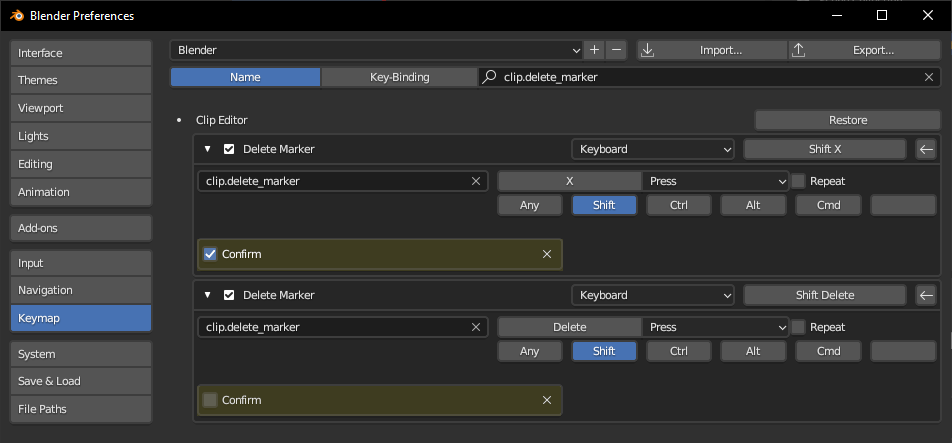 Blender Preferences
Interface
Themes
Viewport
Lights
Editing
Animation
Add-ons
Input
Navigation
Keymap
System
Save & Load
File Paths
Blender
Import...
Export...
Name
Key-Binding
clip.delete_marker
Clip Editor
Restore
Delete Marker
Keyboard
Shift X
clip.delete_marker
X
Press
Repeat
Any
Shift
Ctrl
Alt
Cmd
Confirm
Delete Marker
Keyboard
Shift Delete
clip.delete_marker
Delete
Press
Repeat
Any
Shift
Ctrl
Alt
Cmd
Confirm